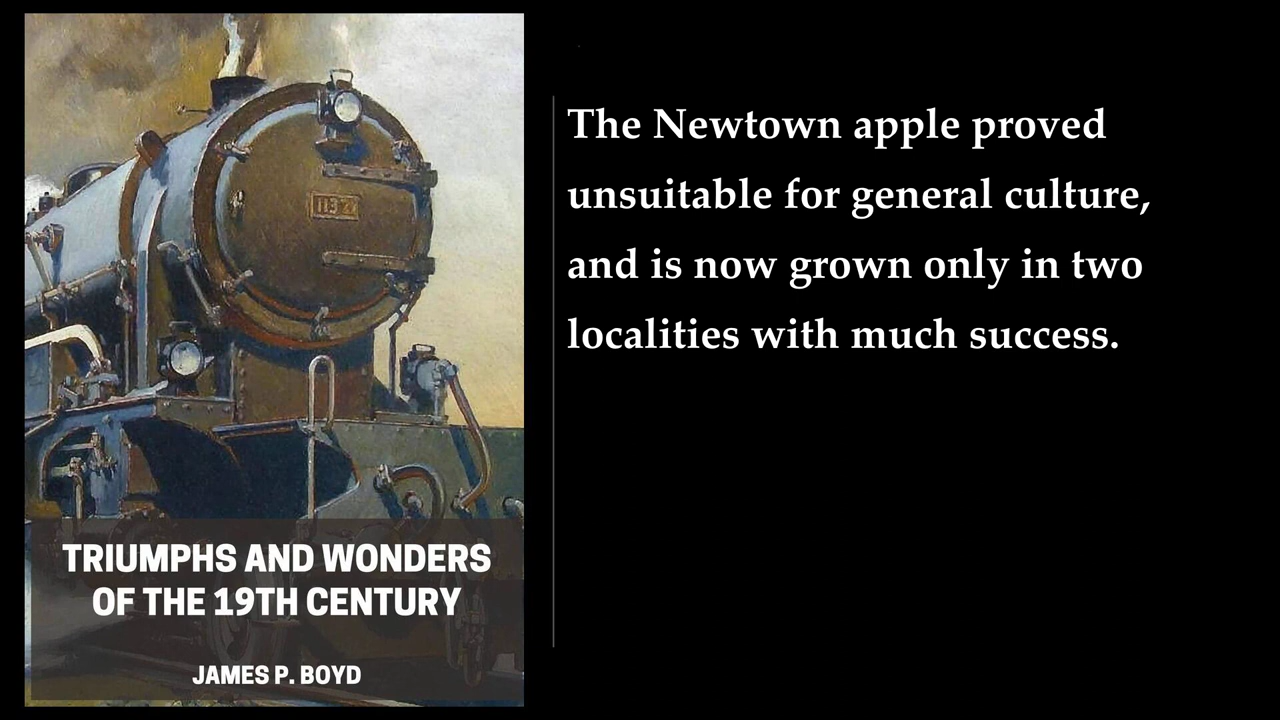 The Newtown apple proved
unsuitable for general culture,
and is now grown only in two
localities with much success.
TRIUMPHS AND WONDERS
OF THE 19TH CENTURY
JAMES P. BOYD